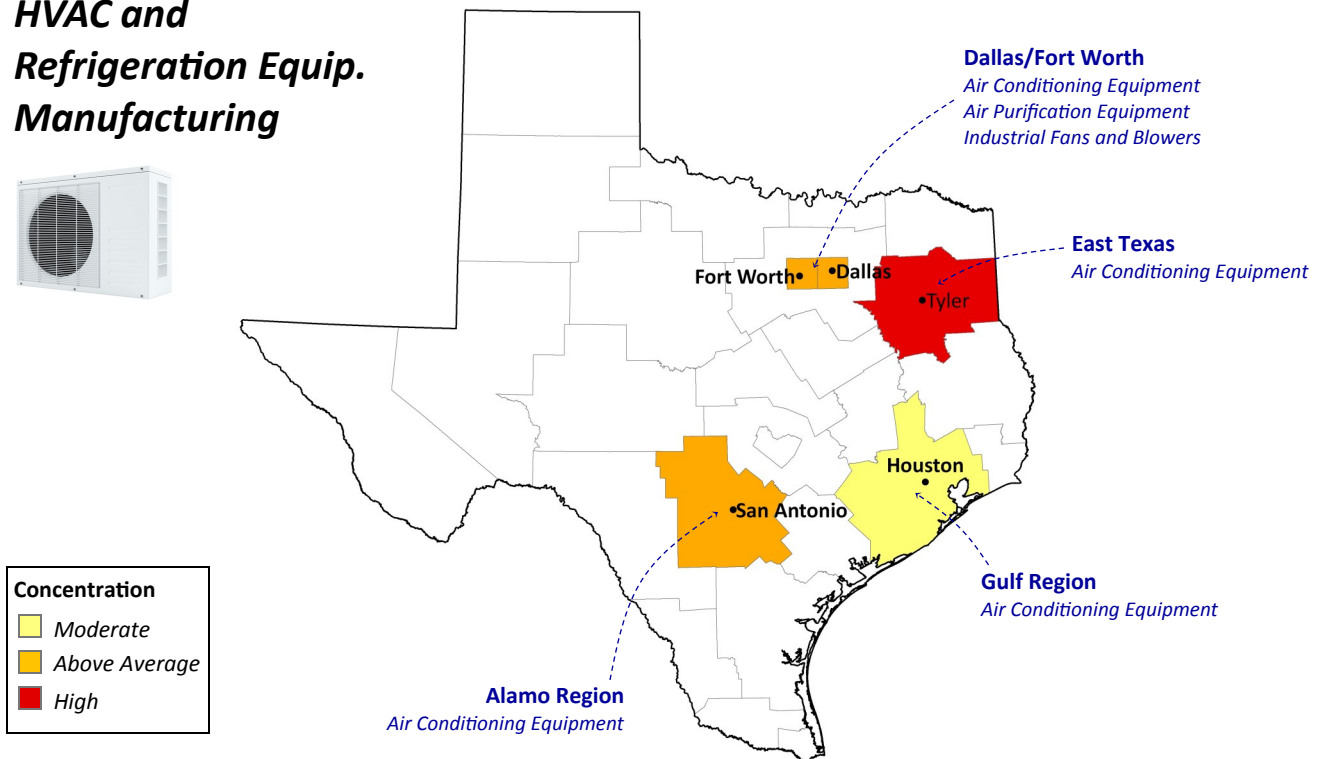 HVAC and
Refrigeration Equip.
Manufacturing
Dallas/Fort Worth
Air Conditioning Equipment
Air Purification Equipment
Industrial Fans and Blowers
East Texas
Air Conditioning Equipment
Fort Worth
Dallas
Tyler
Houston
San Antonio
Gulf Region
Air Conditioning Equipment
Alamo Region
Air Conditioning Equipment
Concentration
Moderate
Above Average
High